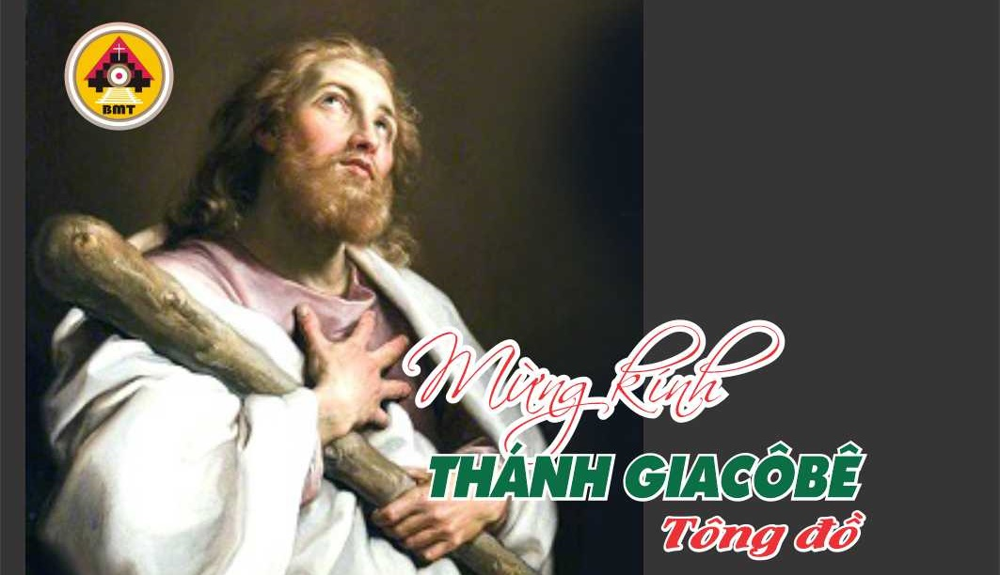 BMT
Mừng kính
THÁNH GIACÔBÊ
Tông đồ